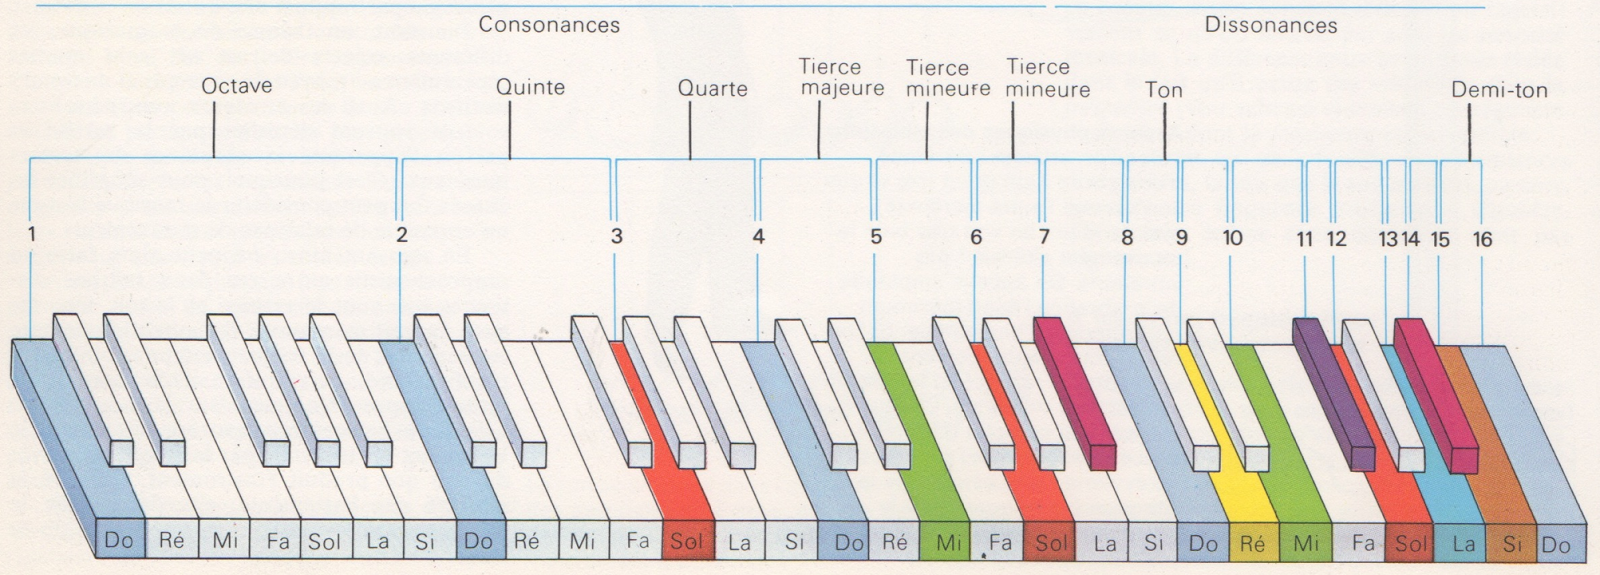 Consonances Dissonances
Octave Quinte Quarte Tierce majeure Tierce mineure Tierce mineure Ton Demi-ton
1 2 3 4 5 6 7 8 9 10 11 12 13 14 15 16
Do Ré Mi Fa Sol La Si Do Ré Mi Fa Sol La Si Do Ré Mi Fa Sol La Si Do Ré Mi Fa Sol La Si Do